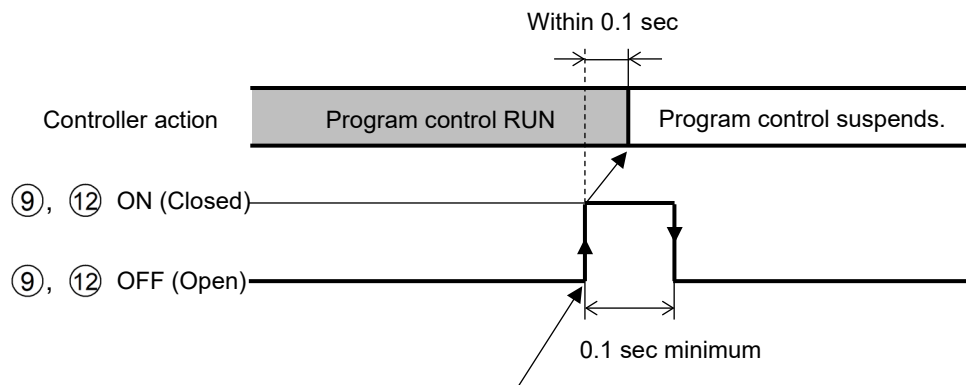 Within 0.1 sec
Controller action
Program control RUN
Program control suspends.
⑨, ⑫ ON (Closed)
⑨, ⑫ OFF (Open)
0.1 sec minimum